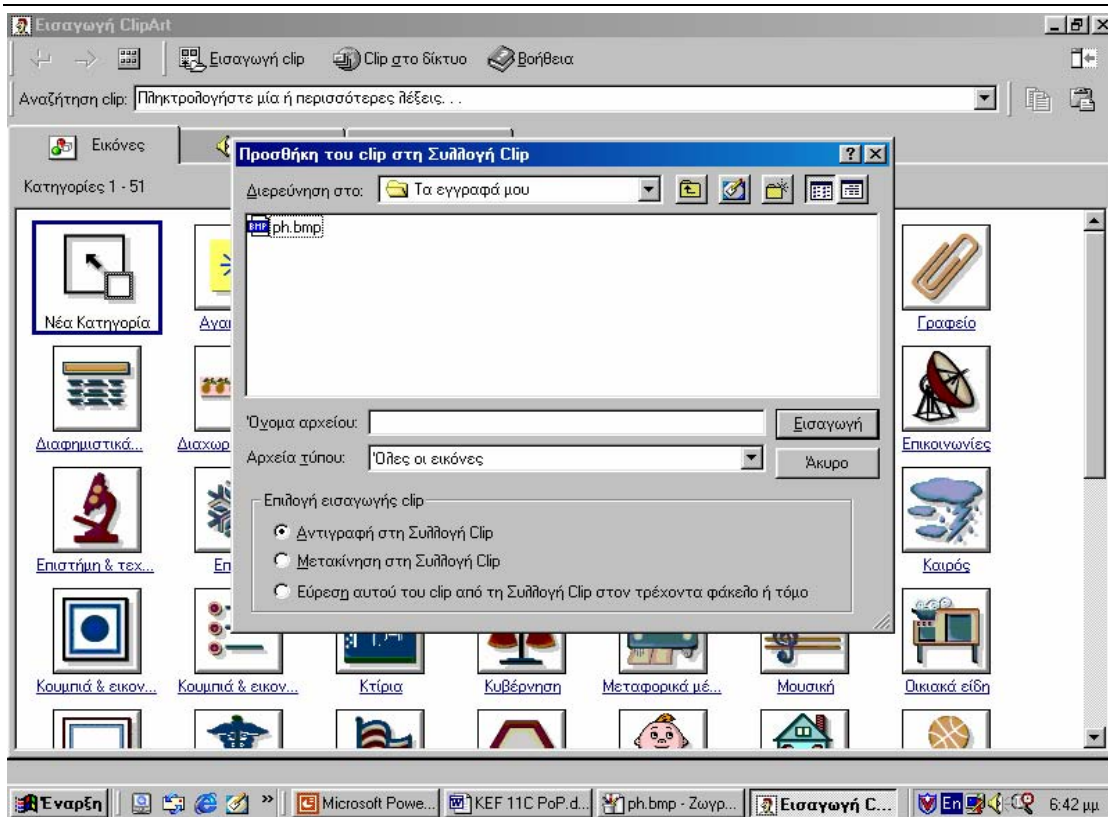 Εισαγωγή ClipArt
Εισαγωγή clip Clip στο δίκτυο Βοήθεια
Αναζήτηση clip: Πληκτρολογήστε μία ή περισσότερες λέξεις. . .
Εικόνες
Κατηγορίες 1 - 51
Προσθήκη του clip στη Συλλογή Clip
Διερεύνηση στο: Τα εγγραφά μου
BMP ph.bmp
Όνομα αρχείου: Εισαγωγή
Αρχεία τύπου: Όλες οι εικόνες Άκυρο
Επιλογή εισαγωγής clip
Αντιγραφή στη Συλλογή Clip
Μετακίνηση στη Συλλογή Clip
Εύρεση αυτού του clip από τη Συλλογή Clip στον τρέχοντα φάκελο ή τόμο
Νέα Κατηγορία Γραφείο
Διαφημιστικά... Επικοινωνίες
Επιστήμη & τεχ... Καιρός
Κουμπιά & εικον... Κουμπιά & εικον... Κτίρια Κυβέρνηση Μεταφορικά μέ... Μουσική Οικιακά είδη
Έναρξη » Microsoft Powe... KEF 11C PoP.d... ph.bmp - Ζωγρ... Εισαγωγή C... En 6:42 μμ